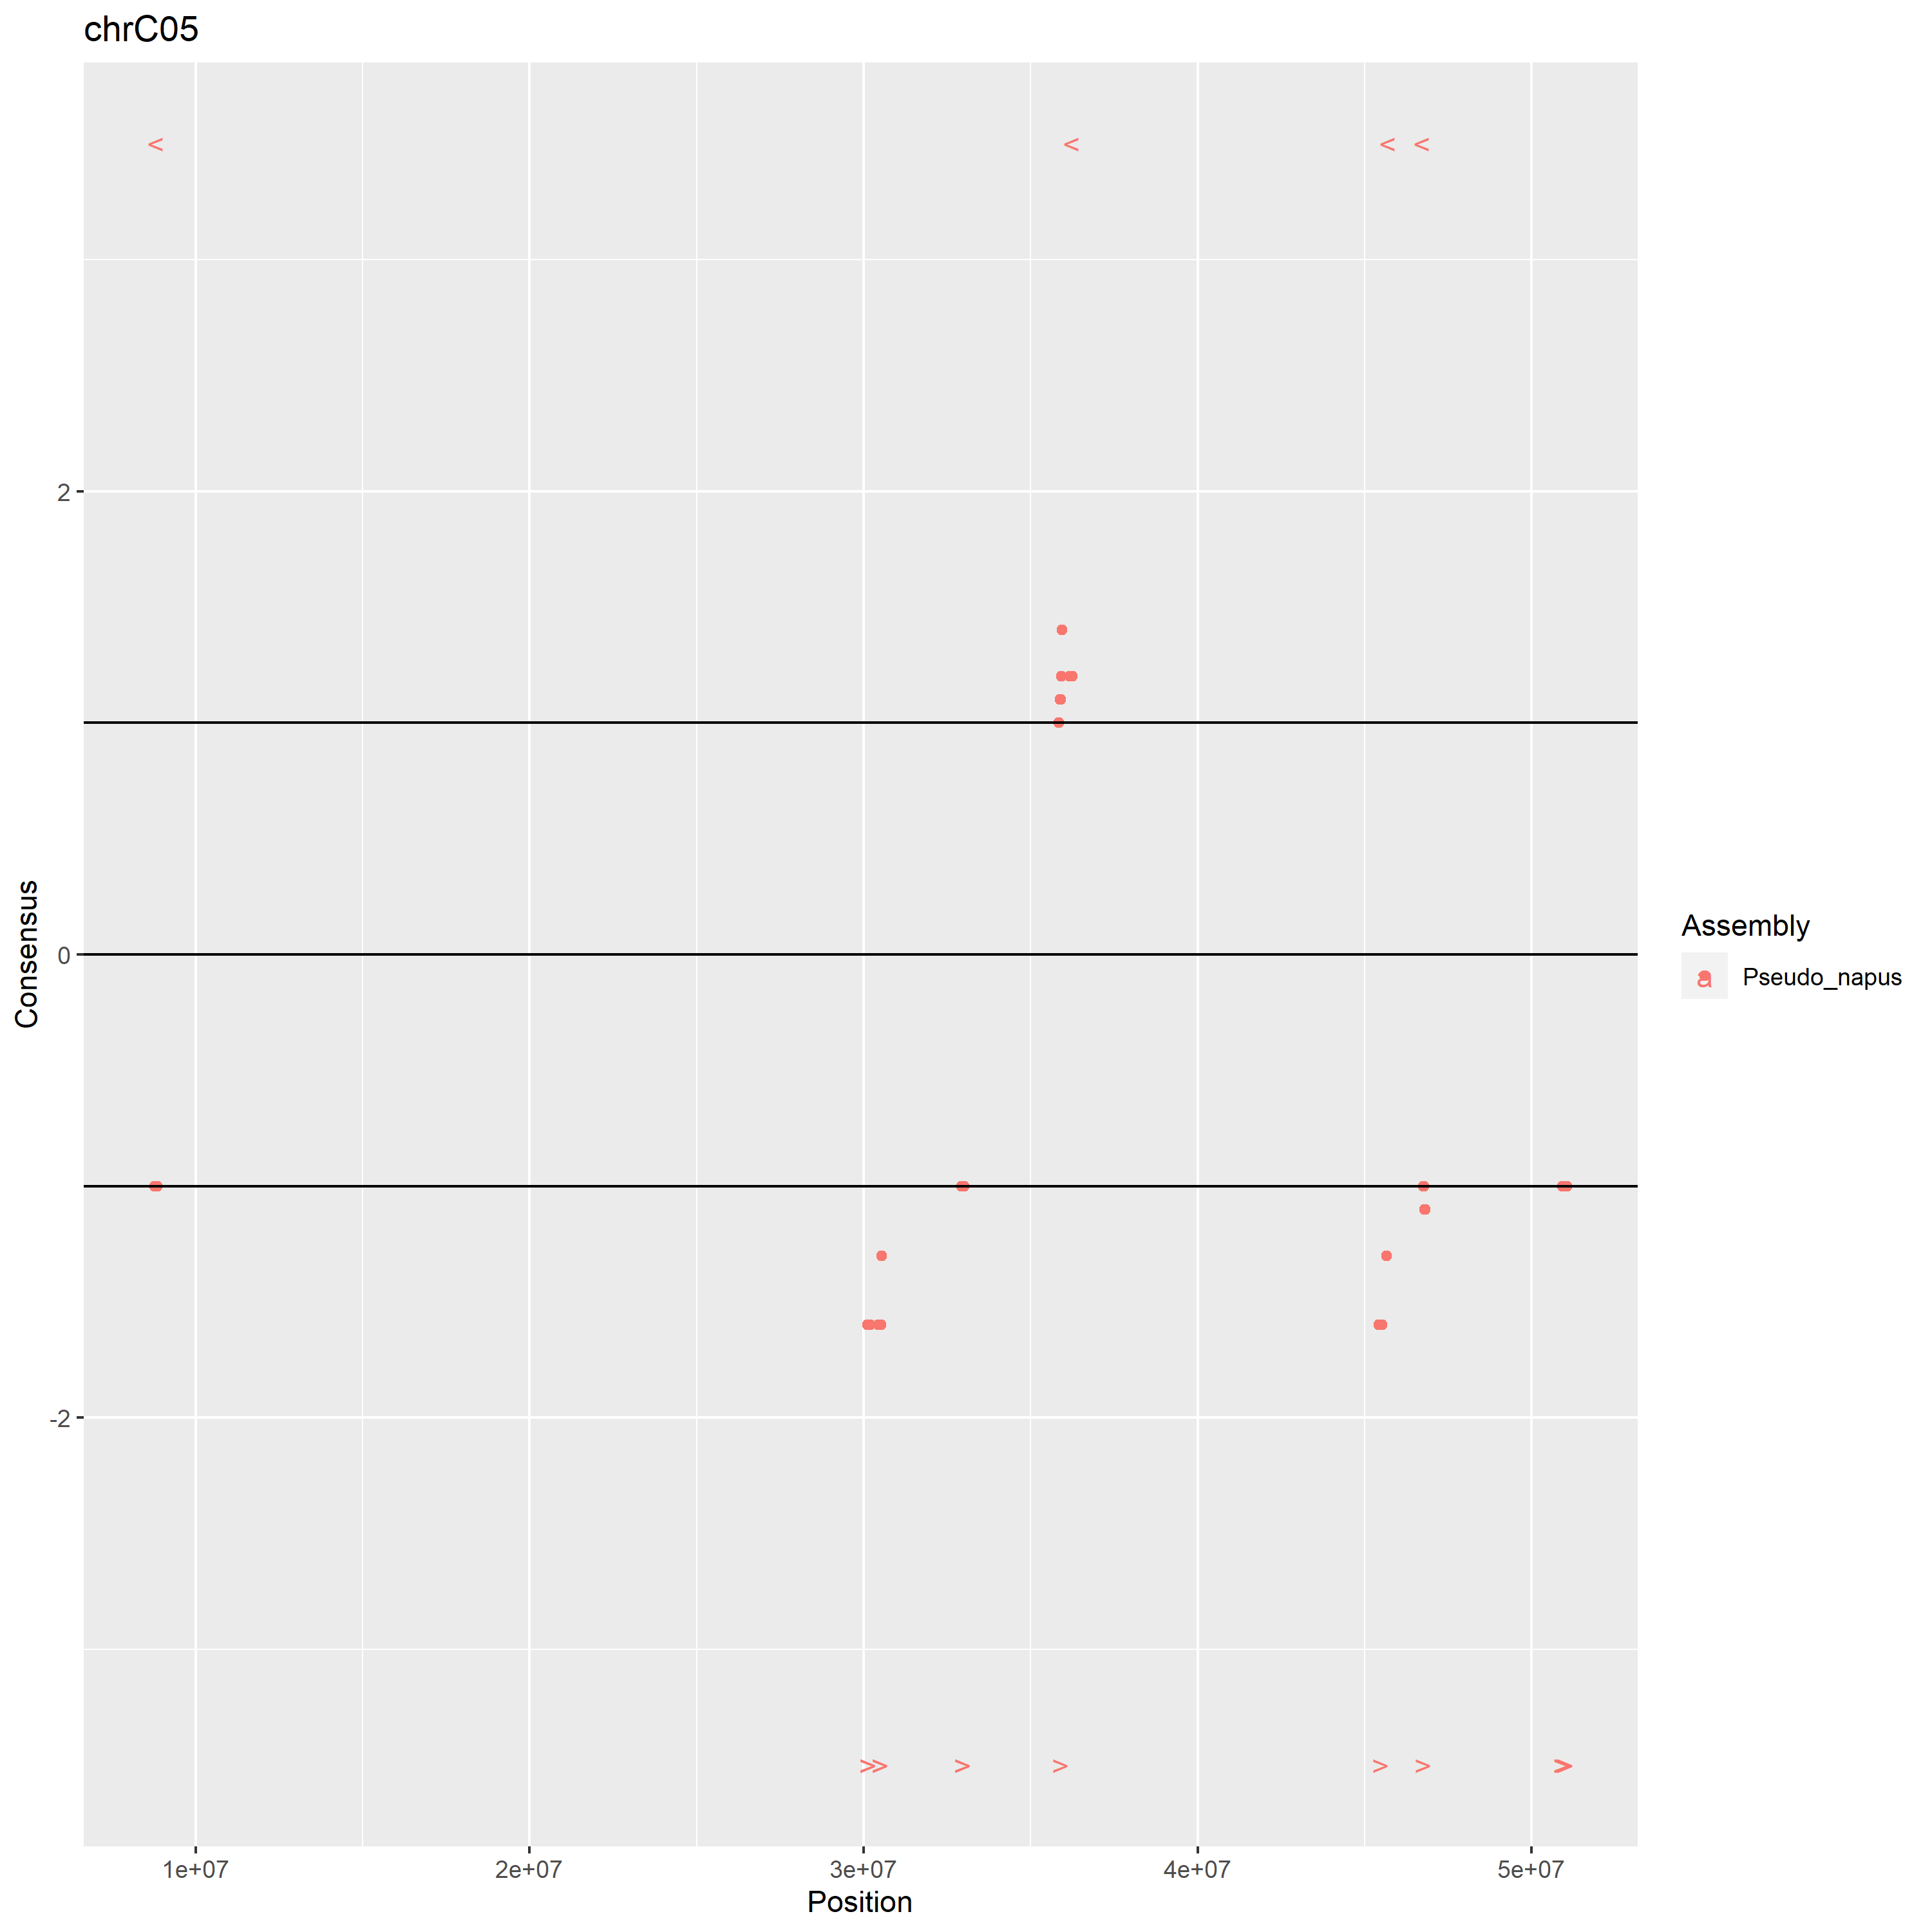 chrC05
< < < <
2
0
-2
Consensus
>> > > > > >>
1e+07 2e+07 3e+07 4e+07 5e+07
Position
Assembly
a Pseudo_napus